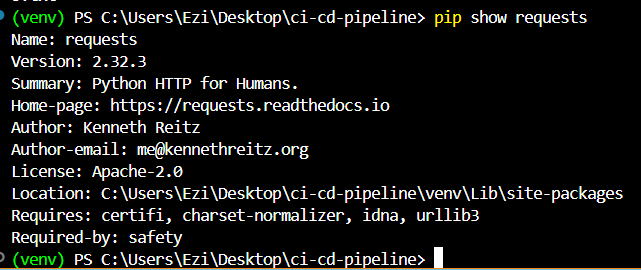 (venv) PS C:\Users\Ezi\Desktop\ci-cd-pipeline> pip show requests
Name: requests
Version: 2.32.3
Summary: Python HTTP for Humans.
Home-page: https://requests.readthedocs.io
Author: Kenneth Reitz
Author-email: me@kennethreitz.org
License: Apache-2.0
Location: C:\Users\Ezi\Desktop\ci-cd-pipeline\venv\Lib\site-packages
Requires: certifi, charset-normalizer, idna, urllib3
Required-by: safety
(venv) PS C:\Users\Ezi\Desktop\ci-cd-pipeline>